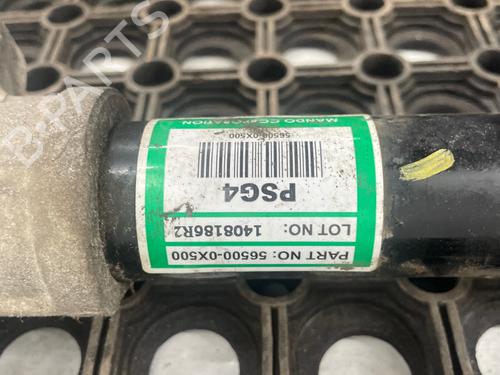 MANDO CORPORATION
56500-0X500
PSG4
LOT NO: 1408186R2
PART NO: 56500-0X500
B-PARTS